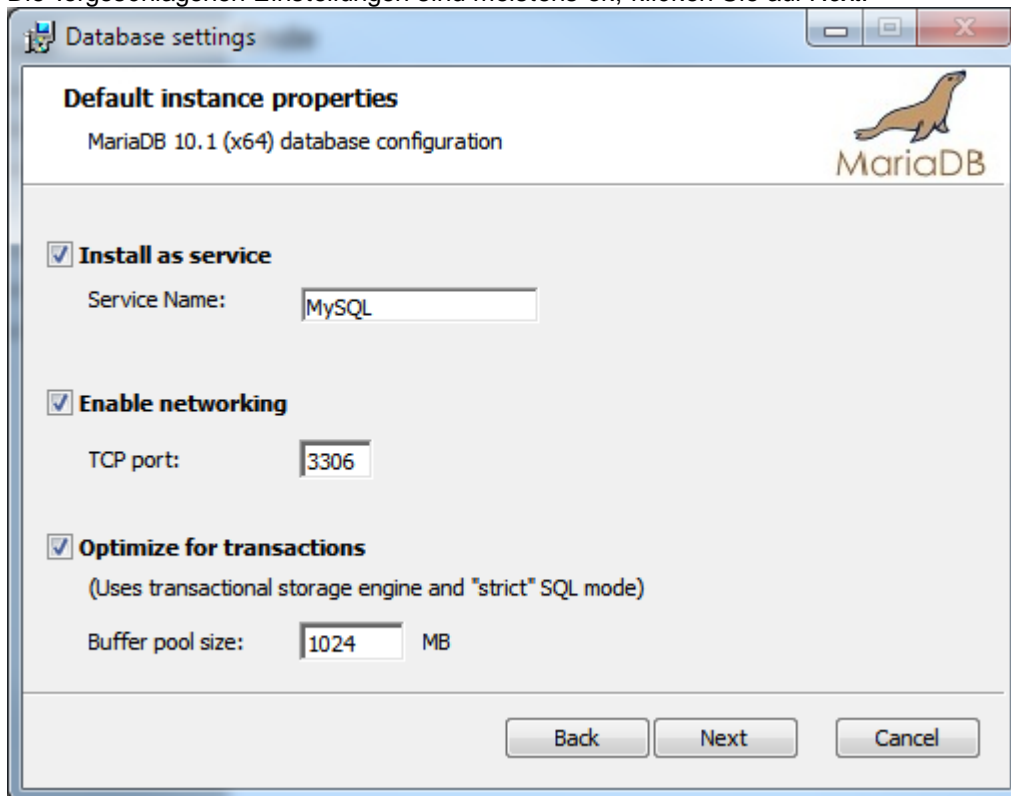 Database settings
Default instance properties
MariaDB 10.1 (x64) database configuration
MariaDB
Install as service
Service Name: MySQL
Enable networking
TCP port: 3306
Optimize for transactions
(Uses transactional storage engine and "strict" SQL mode)
Buffer pool size: 1024 MB
Back Next Cancel